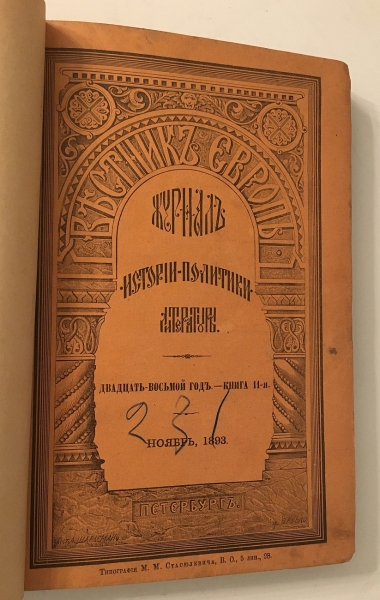 ВѢСТНИКЪ ЕВРОПЫ
ЖУРНАЛЪ
ИСТОРІИ-ПОЛИТИКИ
ЛИТЕРАТУРЫ.
ДВАДЦАТЬ-ВОСЬМОЙ ГОДЪ.—КНИГА 11-я.
231
НОЯБРЬ, 1893.
ПЕТЕРБУРГЪ.
Типографія М. М. Стасюлевича, В. О., 5 лин., 28.